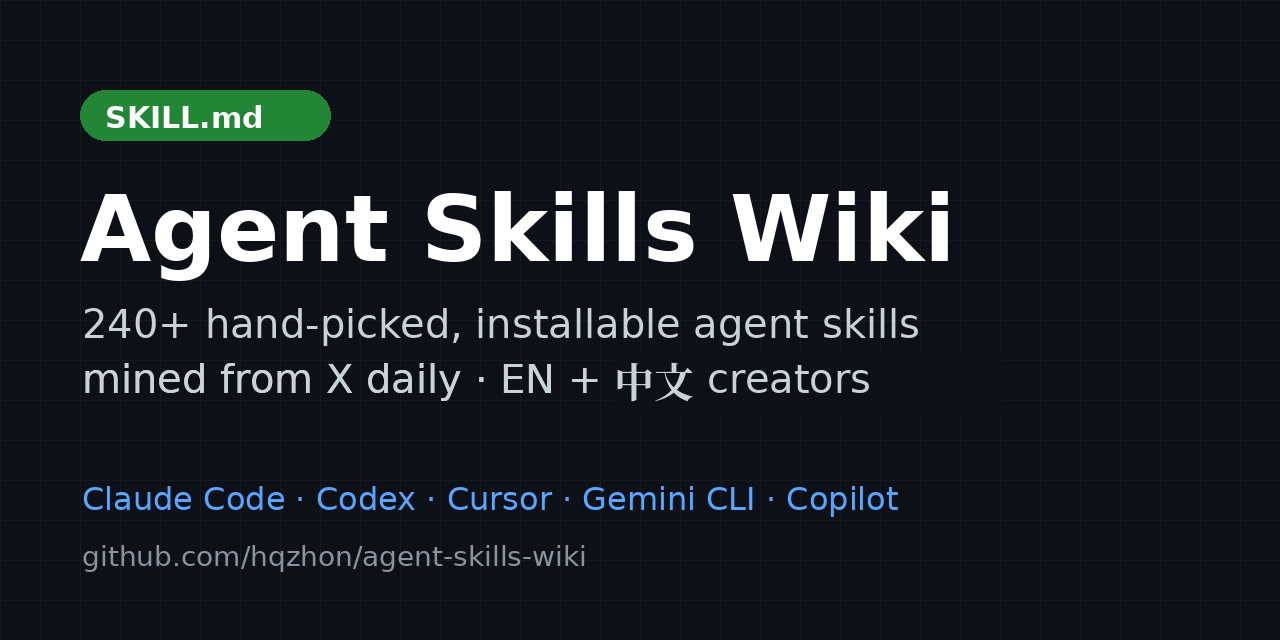 SKILL.md
Agent Skills Wiki
240+ hand-picked, installable agent skills
mined from X daily · EN + 中文 creators
Claude Code · Codex · Cursor · Gemini CLI · Copilot
github.com/hqzhon/agent-skills-wiki